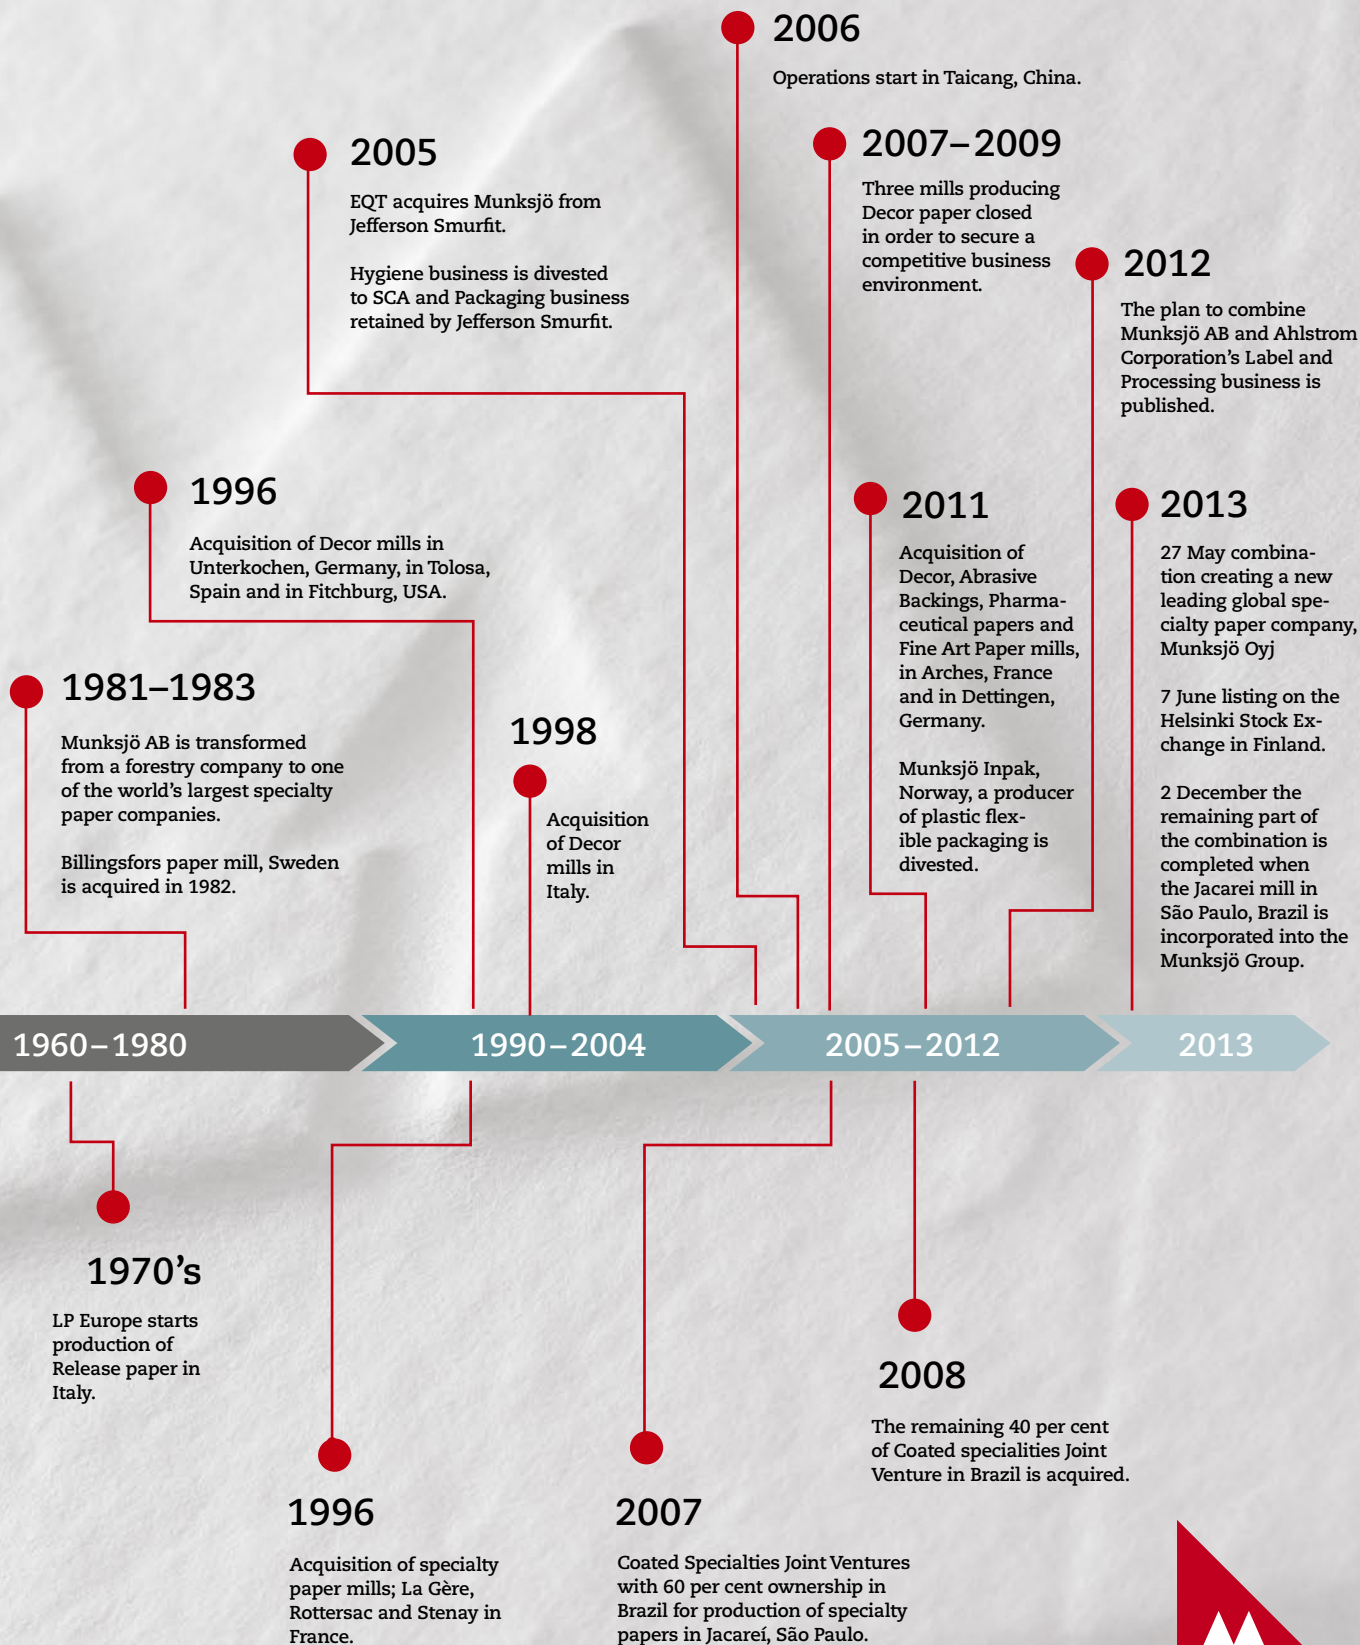 2006
Operations start in Taicang, China.
2005
EQT acquires Munksjö from
Jefferson Smurfit.
Hygiene business is divested
to SCA and Packaging business
retained by Jefferson Smurfit.
2007–2009
Three mills producing
Decor paper closed
in order to secure a
competitive business
environment.
2012
The plan to combine
Munksjö AB and Ahlstrom
Corporation’s Label and
Processing business is
published.
1996
Acquisition of Decor mills in
Unterkochen, Germany, in Tolosa,
Spain and in Fitchburg, USA.
2011
Acquisition of
Decor, Abrasive
Backings, Pharma-
ceutical papers and
Fine Art Paper mills,
in Arches, France
and in Dettingen,
Germany.
Munksjö Inpak,
Norway, a producer
of plastic flex-
ible packaging is
divested.
2013
27 May combina-
tion creating a new
leading global spe-
cialty paper company,
Munksjö Oyj
7 June listing on the
Helsinki Stock Ex-
change in Finland.
2 December the
remaining part of
the combination is
completed when
the Jacarei mill in
São Paulo, Brazil is
incorporated into the
Munksjö Group.
1981–1983
Munksjö AB is transformed
from a forestry company to one
of the world’s largest specialty
paper companies.
Billingsfors paper mill, Sweden
is acquired in 1982.
1998
Acquisition
of Decor
mills in
Italy.
1960–1980
1990–2004
2005–2012
2013
1970’s
LP Europe starts
production of
Release paper in
Italy.
1996
Acquisition of specialty
paper mills; La Gère,
Rottersac and Stenay in
France.
2007
Coated Specialties Joint Ventures
with 60 per cent ownership in
Brazil for production of specialty
papers in Jacareí, São Paulo.
2008
The remaining 40 per cent
of Coated specialities Joint
Venture in Brazil is acquired.